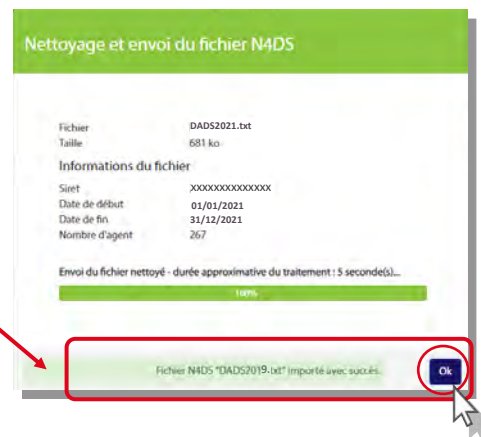 Nettoyage et envoi du fichier N4DS
Fichier DADS2021.txt
Taille 681 ko
Informations du fichier
Siret XXXXXXXXXXXXXX
Date de début 01/01/2021
Date de fin 31/12/2021
Nombre d'agent 267
Envoi du fichier nettoyé - durée approximative du traitement : 5 seconde(s)...
100%
Fichier N4DS "DADS2019.txt" importé avec succès.
Ok